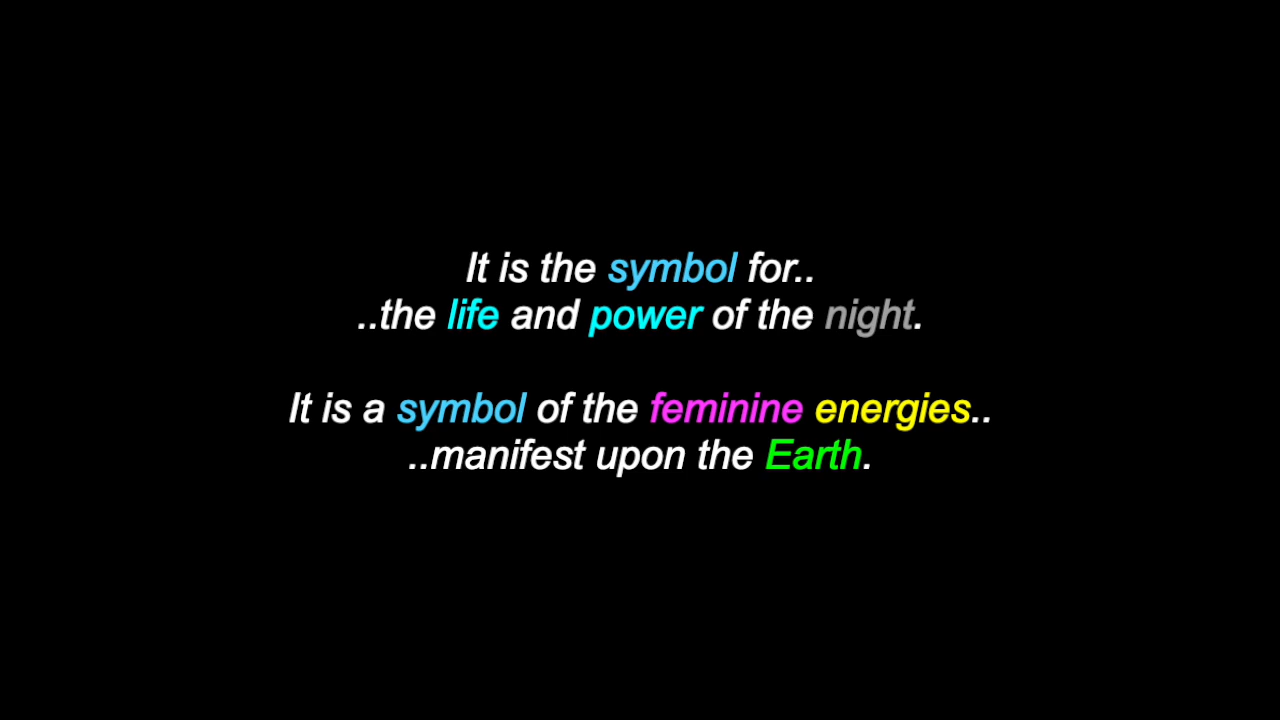 It is the symbol for..
..the life and power of the night.
It is a symbol of the feminine energies..
..manifest upon the Earth.